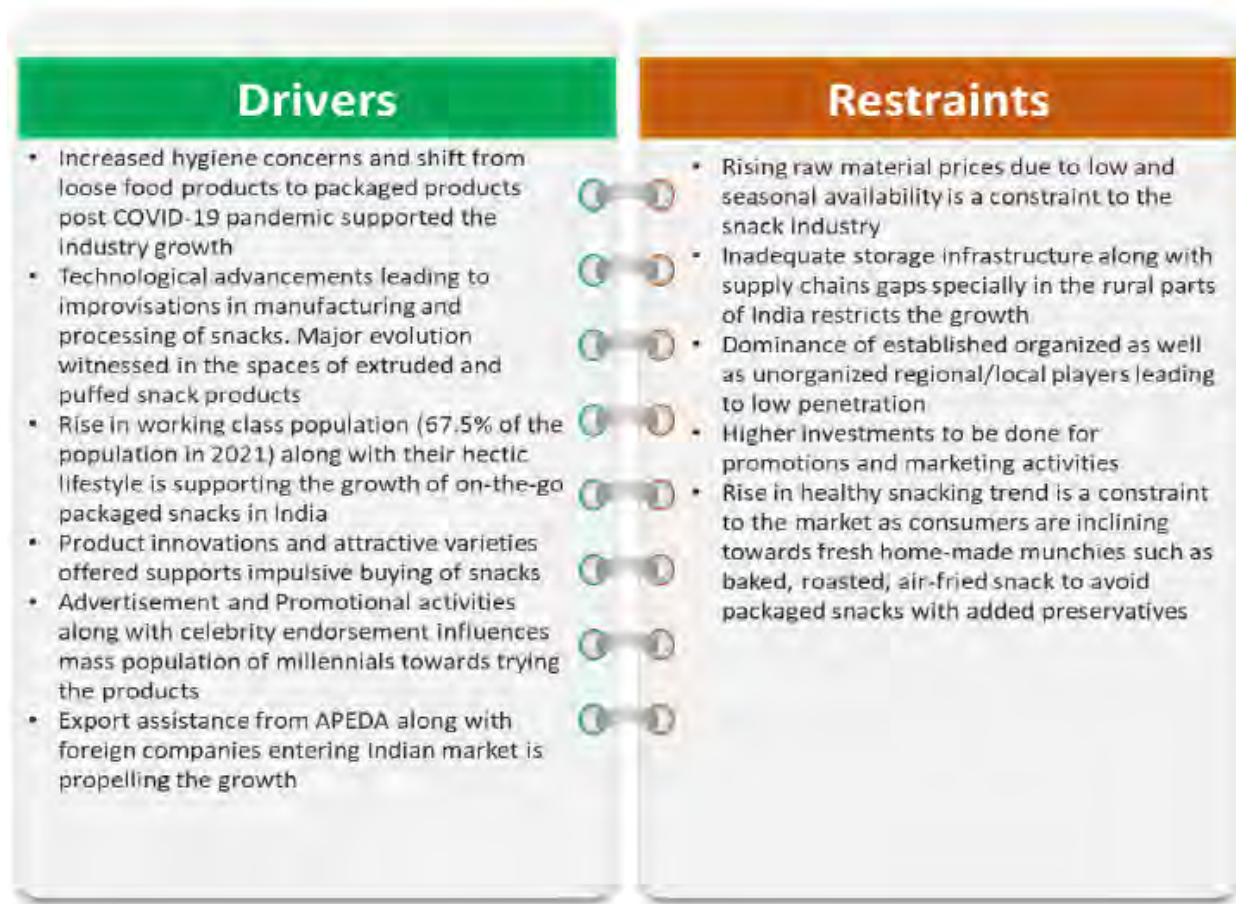 Drivers
• Increased hygiene concerns and shift from
loose food products to packaged products
post COVID-19 pandemic supported the
industry growth
• Technological advancements leading to
improvisations in manufacturing and
processing of snacks. Major evolution
witnessed in the spaces of extruded and
puffed snack products
• Rise in working class population (67.5% of the
population in 2021) along with their hectic
lifestyle is supporting the growth of on-the-go
packaged snacks in India
• Product innovations and attractive varieties
offered supports impulsive buying of snacks
• Advertisement and Promotional activities
along with celebrity endorsement influences
mass population of millennials towards trying
the products
• Export assistance from APEDA along with
foreign companies entering Indian market is
propelling the growth
Restraints
• Rising raw material prices due to low and
seasonal availability is a constraint to the
snack industry
• Inadequate storage infrastructure along with
supply chains gaps specially in the rural parts
of India restricts the growth
• Dominance of established organized as well
as unorganized regional/local players leading
to low penetration
• Higher investments to be done for
promotions and marketing activities
• Rise in healthy snacking trend is a constraint
to the market as consumers are inclining
towards fresh home-made munchies such as
baked, roasted, air-fried snack to avoid
packaged snacks with added preservatives